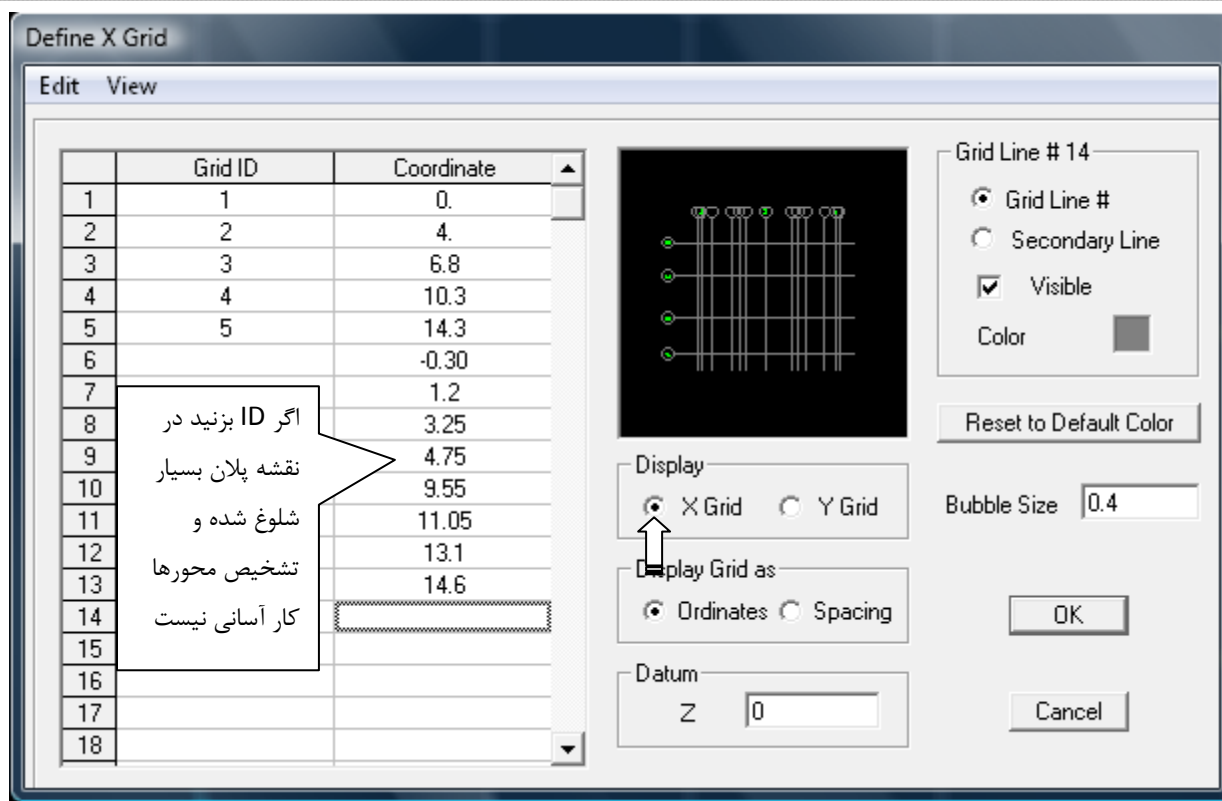 Define X Grid
Edit View
Grid ID Coordinate
1 1 0.
2 2 4.
3 3 6.8
4 4 10.3
5 5 14.3
6 -0.30
7 1.2
8 3.25
9 4.75
10 9.55
11 11.05
12 13.1
13 14.6
14
15
16
17
18
اگر ID بزنید در
نقشه پلان بسیار
شلوغ شده و
تشخیص محورها
کار آسانی نیست
Display
X Grid Y Grid
Display Grid as
Ordinates Spacing
Datum
Z 0
Grid Line # 14
Grid Line #
Secondary Line
Visible
Color
Reset to Default Color
Bubble Size 0.4
OK
Cancel